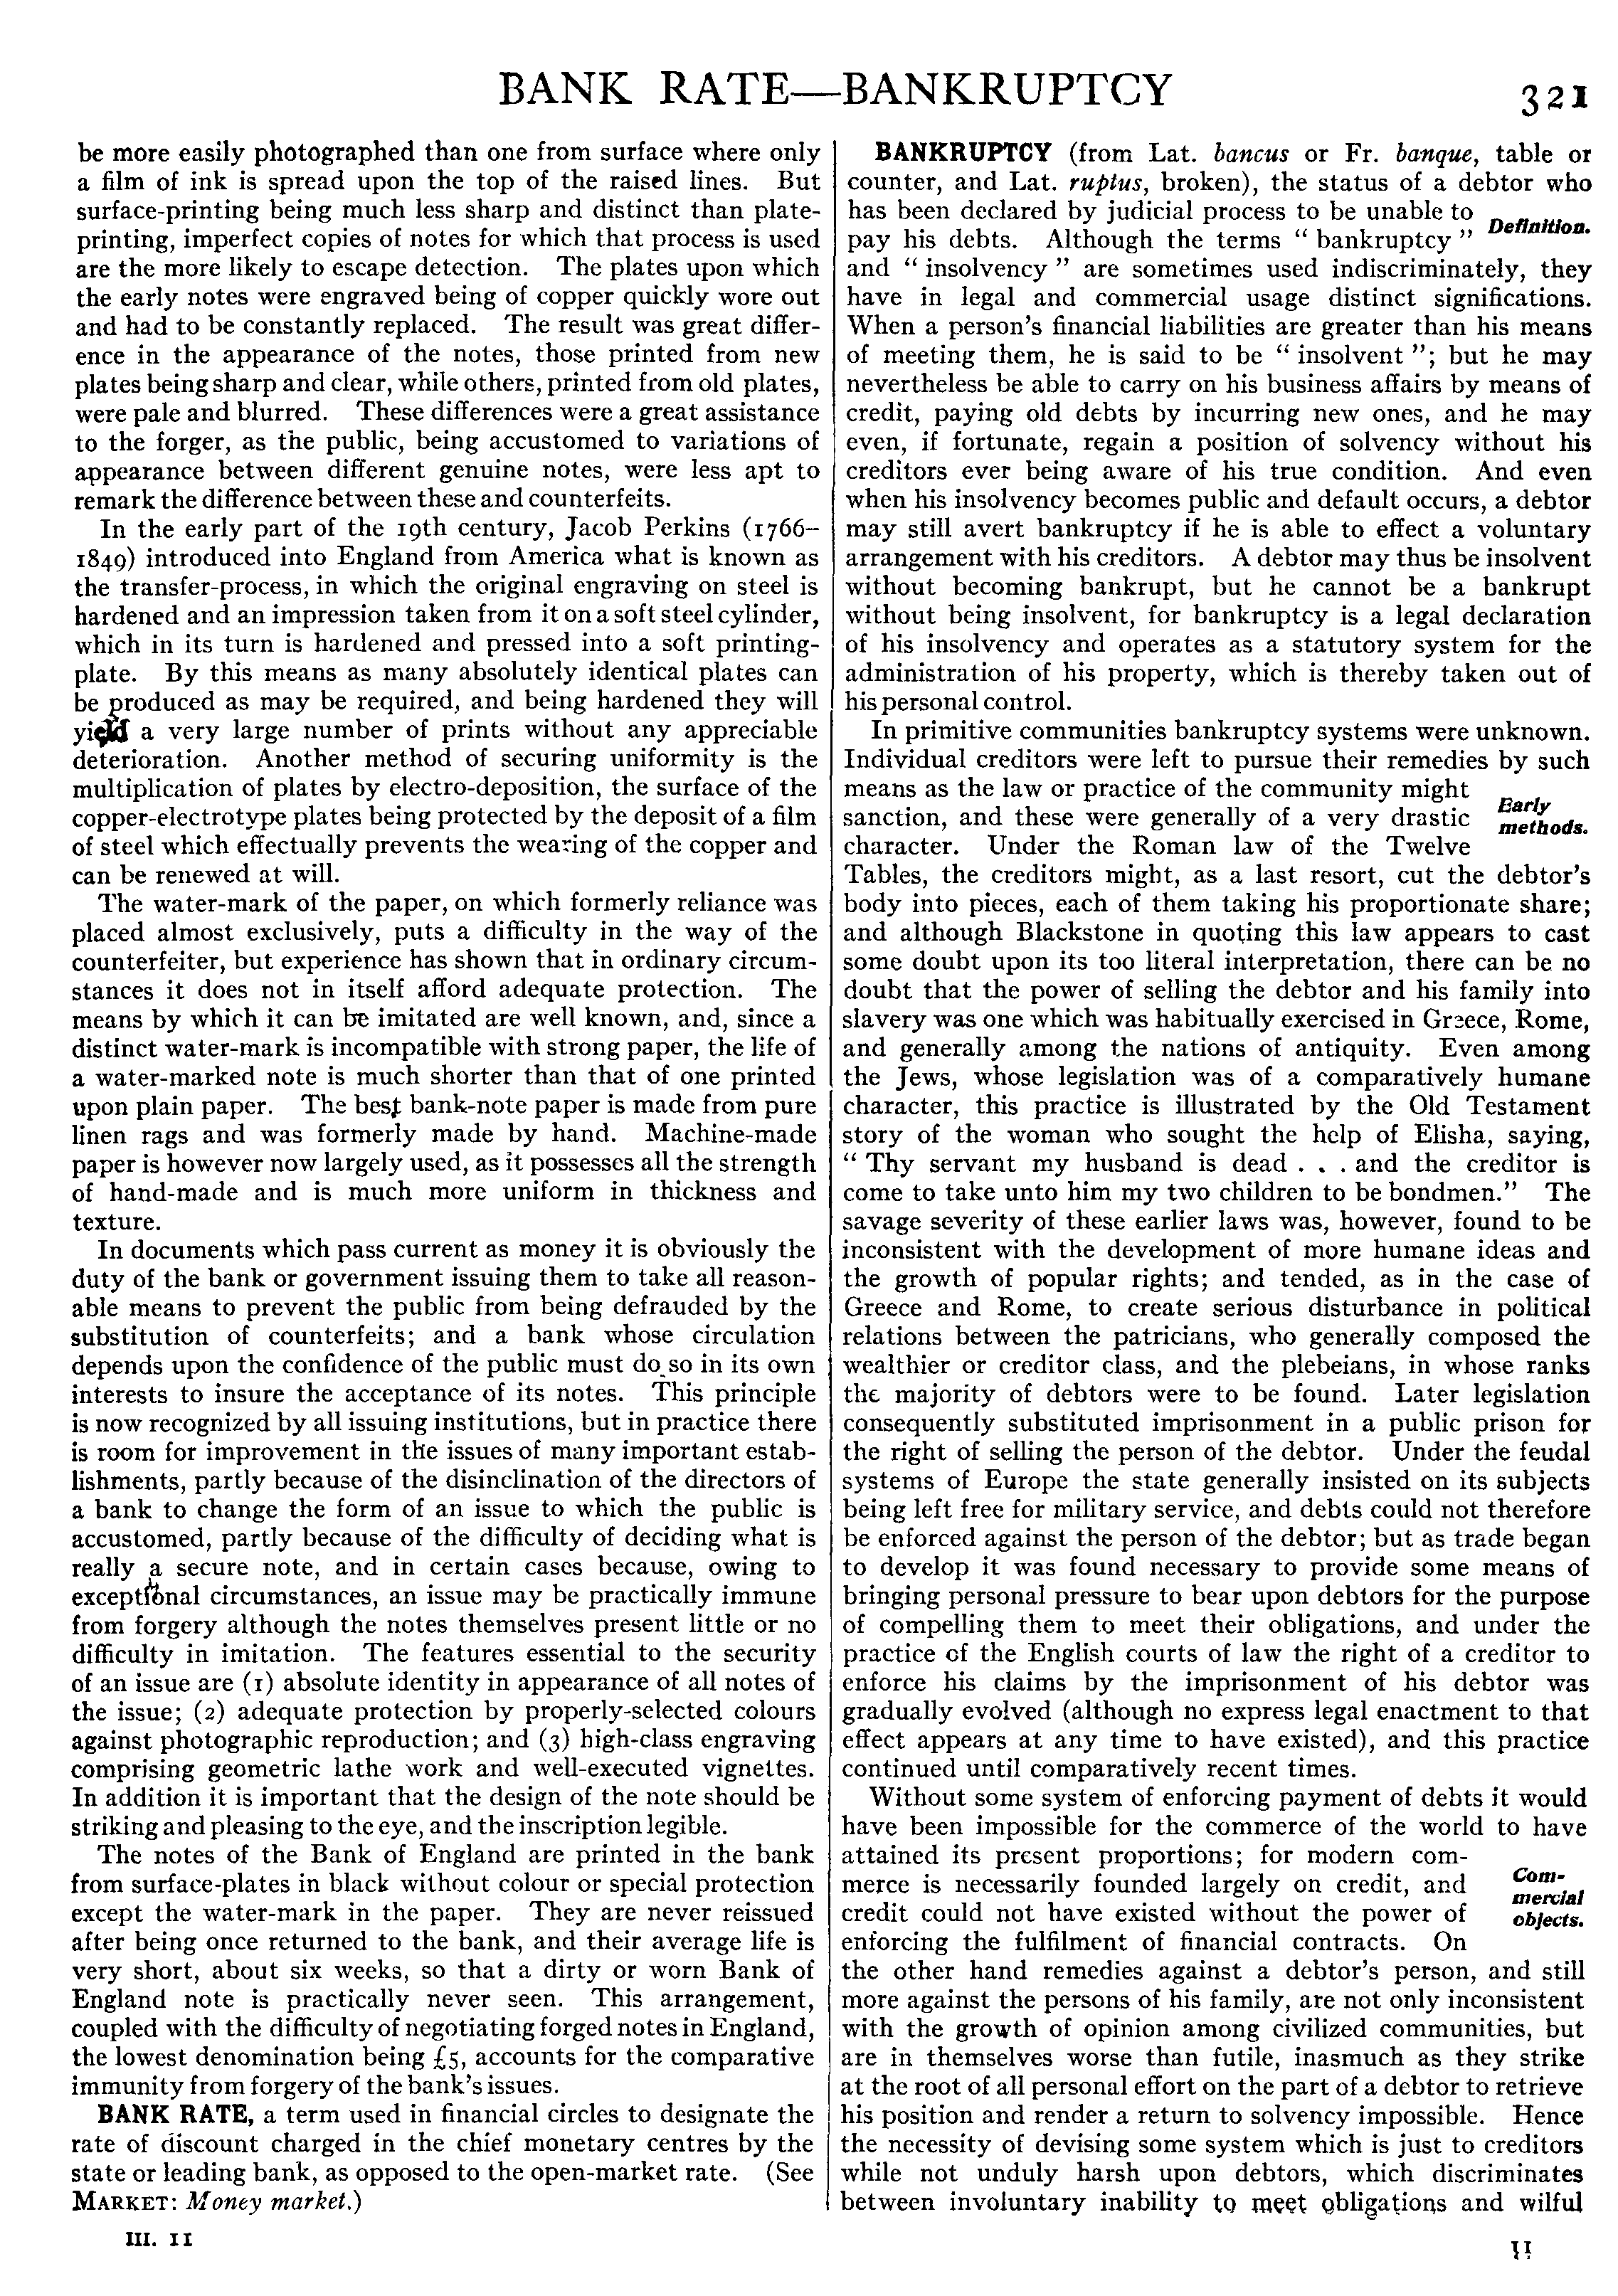 BANK RATE—BANKRUPTCY
321
be more easily photographed than one from surface where only
a film of ink is spread upon the top of the raised lines. But
surface-printing being much less sharp and distinct than plate-
printing, imperfect copies of notes for which that process is used
are the more likely to escape detection. The plates upon which
the early notes were engraved being of copper quickly wore out
and had to be constantly replaced. The result was great differ-
ence in the appearance of the notes, those printed from new
plates being sharp and clear, while others, printed from old plates,
were pale and blurred. These differences were a great assistance
to the forger, as the public, being accustomed to variations of
appearance between different genuine notes, were less apt to
remark the difference between these and counterfeits.
In the early part of the 19th century, Jacob Perkins (1766–
1849) introduced into England from America what is known as
the transfer-process, in which the original engraving on steel is
hardened and an impression taken from it on a soft steel cylinder,
which in its turn is hardened and pressed into a soft printing-
plate. By this means as many absolutely identical plates can
be produced as may be required, and being hardened they will
yield a very large number of prints without any appreciable
deterioration. Another method of securing uniformity is the
multiplication of plates by electro-deposition, the surface of the
copper-electrotype plates being protected by the deposit of a film
of steel which effectually prevents the wearing of the copper and
can be renewed at will.
The water-mark of the paper, on which formerly reliance was
placed almost exclusively, puts a difficulty in the way of the
counterfeiter, but experience has shown that in ordinary circum-
stances it does not in itself afford adequate protection. The
means by which it can be imitated are well known, and, since a
distinct water-mark is incompatible with strong paper, the life of
a water-marked note is much shorter than that of one printed
upon plain paper. The best bank-note paper is made from pure
linen rags and was formerly made by hand. Machine-made
paper is however now largely used, as it possesses all the strength
of hand-made and is much more uniform in thickness and
texture.
In documents which pass current as money it is obviously the
duty of the bank or government issuing them to take all reason-
able means to prevent the public from being defrauded by the
substitution of counterfeits; and a bank whose circulation
depends upon the confidence of the public must do so in its own
interests to insure the acceptance of its notes. This principle
is now recognized by all issuing institutions, but in practice there
is room for improvement in the issues of many important estab-
lishments, partly because of the disinclination of the directors of
a bank to change the form of an issue to which the public is
accustomed, partly because of the difficulty of deciding what is
really a secure note, and in certain cases because, owing to
exceptional circumstances, an issue may be practically immune
from forgery although the notes themselves present little or no
difficulty in imitation. The features essential to the security
of an issue are (1) absolute identity in appearance of all notes of
the issue; (2) adequate protection by properly-selected colours
against photographic reproduction; and (3) high-class engraving
comprising geometric lathe work and well-executed vignettes.
In addition it is important that the design of the note should be
striking and pleasing to the eye, and the inscription legible.
The notes of the Bank of England are printed in the bank
from surface-plates in black without colour or special protection
except the water-mark in the paper. They are never reissued
after being once returned to the bank, and their average life is
very short, about six weeks, so that a dirty or worn Bank of
England note is practically never seen. This arrangement,
coupled with the difficulty of negotiating forged notes in England,
the lowest denomination being £5, accounts for the comparative
immunity from forgery of the bank's issues.
BANK RATE, a term used in financial circles to designate the
rate of discount charged in the chief monetary centres by the
state or leading bank, as opposed to the open-market rate. (See
MARKET: Money market.)
III. 11
BANKRUPTCY (from Lat. bancus or Fr. banque, table or
counter, and Lat. ruptus, broken), the status of a debtor who
has been declared by judicial process to be unable to
Definition.
pay his debts. Although the terms “ bankruptcy ”
and “ insolvency ” are sometimes used indiscriminately, they
have in legal and commercial usage distinct significations.
When a person's financial liabilities are greater than his means
of meeting them, he is said to be “ insolvent ”; but he may
nevertheless be able to carry on his business affairs by means of
credit, paying old debts by incurring new ones, and he may
even, if fortunate, regain a position of solvency without his
creditors ever being aware of his true condition. And even
when his insolvency becomes public and default occurs, a debtor
may still avert bankruptcy if he is able to effect a voluntary
arrangement with his creditors. A debtor may thus be insolvent
without becoming bankrupt, but he cannot be a bankrupt
without being insolvent, for bankruptcy is a legal declaration
of his insolvency and operates as a statutory system for the
administration of his property, which is thereby taken out of
his personal control.
In primitive communities bankruptcy systems were unknown.
Individual creditors were left to pursue their remedies by such
means as the law or practice of the community might
Early
sanction, and these were generally of a very drastic
methods.
character. Under the Roman law of the Twelve
Tables, the creditors might, as a last resort, cut the debtor's
body into pieces, each of them taking his proportionate share;
and although Blackstone in quoting this law appears to cast
some doubt upon its too literal interpretation, there can be no
doubt that the power of selling the debtor and his family into
slavery was one which was habitually exercised in Greece, Rome,
and generally among the nations of antiquity. Even among
the Jews, whose legislation was of a comparatively humane
character, this practice is illustrated by the Old Testament
story of the woman who sought the help of Elisha, saying,
“ Thy servant my husband is dead . . . and the creditor is
come to take unto him my two children to be bondmen.” The
savage severity of these earlier laws was, however, found to be
inconsistent with the development of more humane ideas and
the growth of popular rights; and tended, as in the case of
Greece and Rome, to create serious disturbance in political
relations between the patricians, who generally composed the
wealthier or creditor class, and the plebeians, in whose ranks
the majority of debtors were to be found. Later legislation
consequently substituted imprisonment in a public prison for
the right of selling the person of the debtor. Under the feudal
systems of Europe the state generally insisted on its subjects
being left free for military service, and debts could not therefore
be enforced against the person of the debtor; but as trade began
to develop it was found necessary to provide some means of
bringing personal pressure to bear upon debtors for the purpose
of compelling them to meet their obligations, and under the
practice of the English courts of law the right of a creditor to
enforce his claims by the imprisonment of his debtor was
gradually evolved (although no express legal enactment to that
effect appears at any time to have existed), and this practice
continued until comparatively recent times.
Without some system of enforcing payment of debts it would
have been impossible for the commerce of the world to have
attained its present proportions; for modern com-
Com-
merce is necessarily founded largely on credit, and
mercial
credit could not have existed without the power of
objects.
enforcing the fulfilment of financial contracts. On
the other hand remedies against a debtor's person, and still
more against the persons of his family, are not only inconsistent
with the growth of opinion among civilized communities, but
are in themselves worse than futile, inasmuch as they strike
at the root of all personal effort on the part of a debtor to retrieve
his position and render a return to solvency impossible. Hence
the necessity of devising some system which is just to creditors
while not unduly harsh upon debtors, which discriminates
between involuntary inability to meet obligations and wilful
11